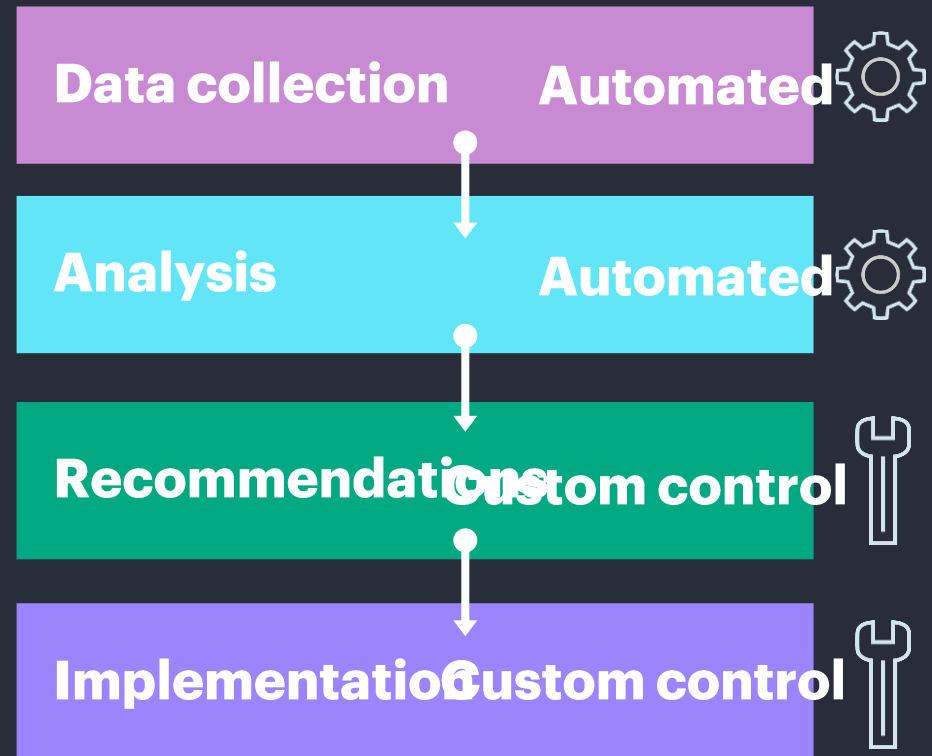 Data collection Automated
Analysis Automated
Recommendations Custom control
Implementation Custom control